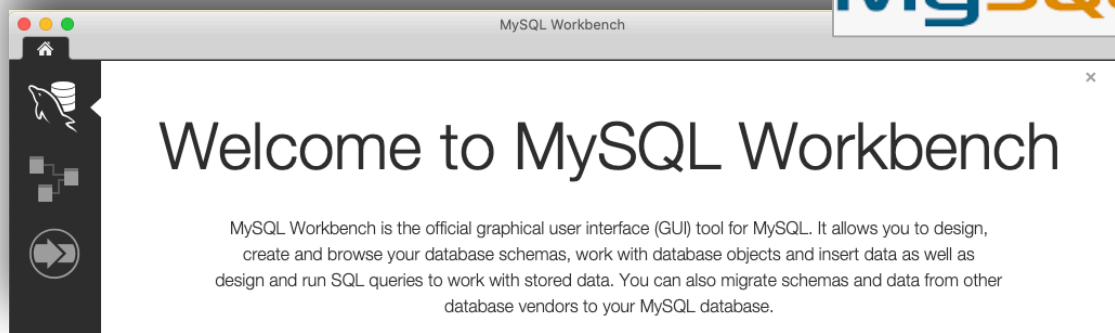 MySQL
MySQL Workbench
Welcome to MySQL Workbench
MySQL Workbench is the official graphical user interface (GUI) tool for MySQL. It allows you to design,
create and browse your database schemas, work with database objects and insert data as well as
design and run SQL queries to work with stored data. You can also migrate schemas and data from other
database vendors to your MySQL database.